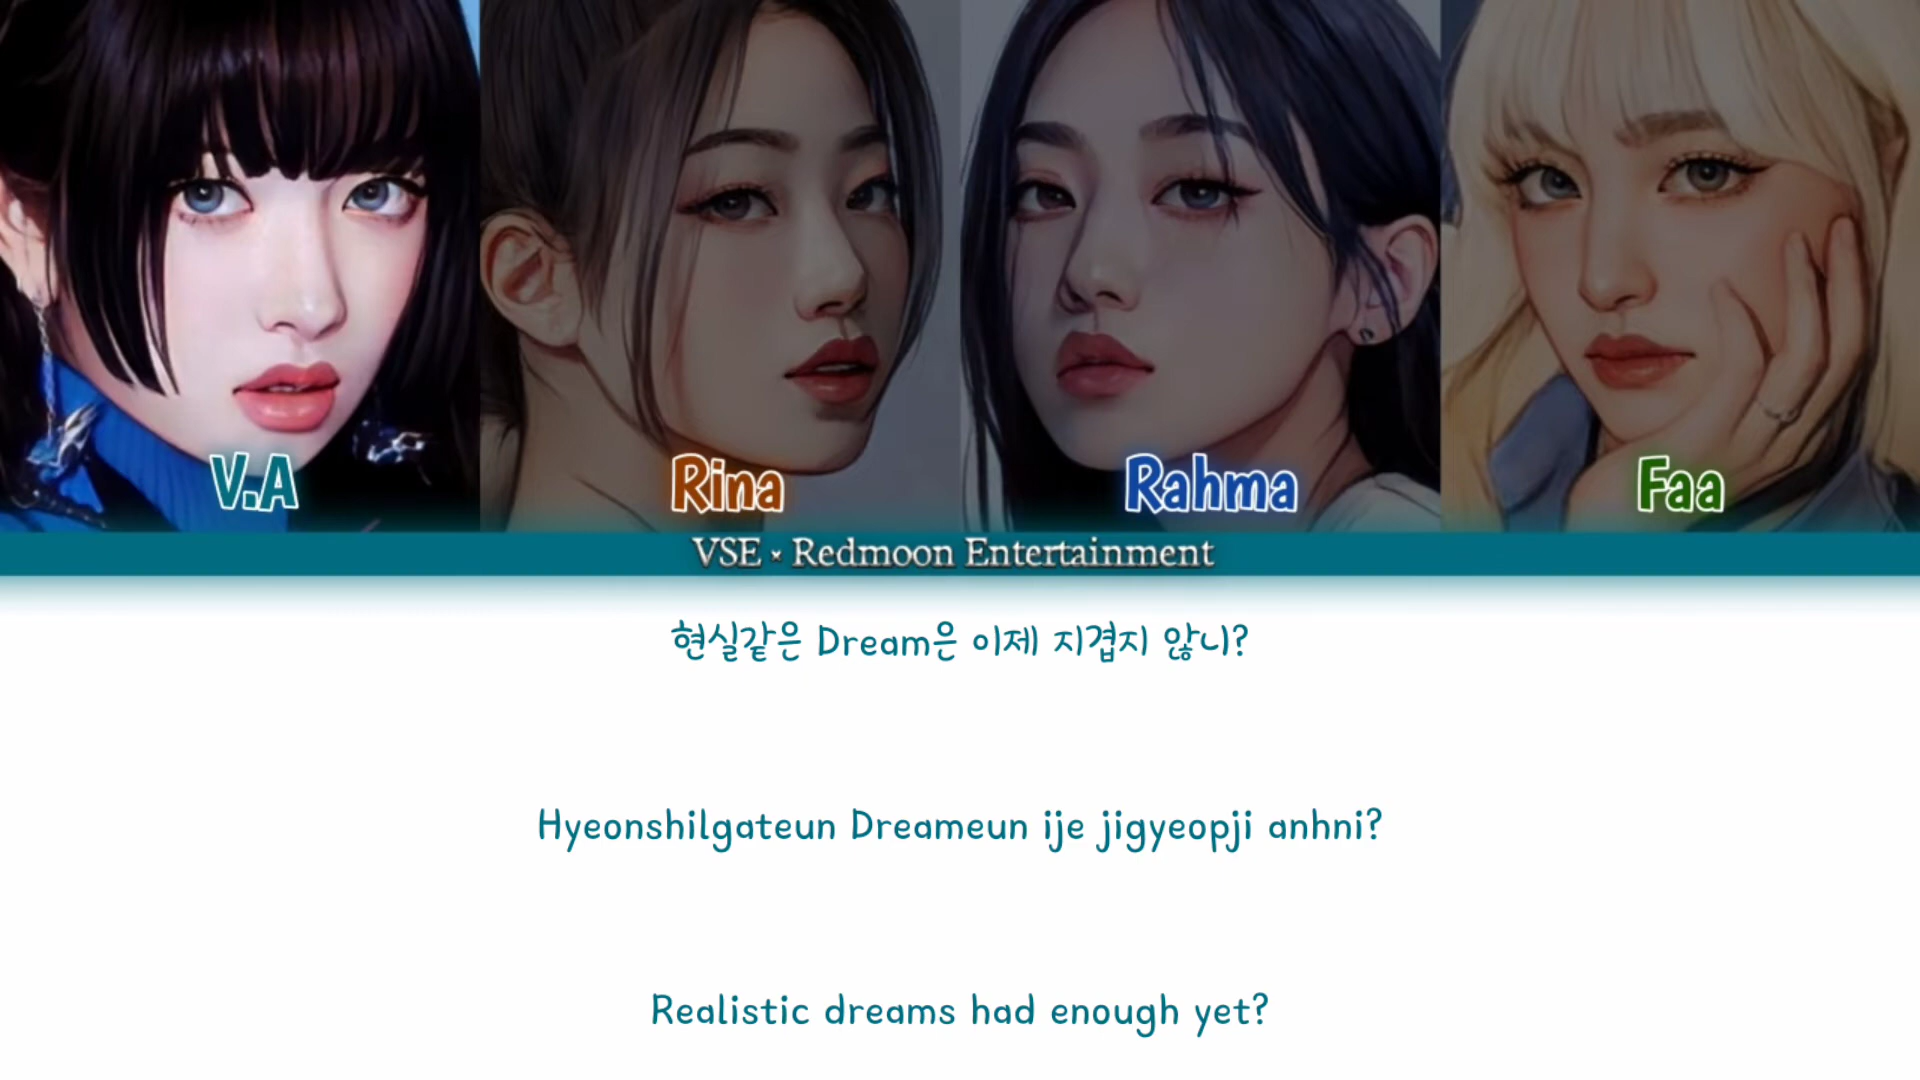 V.A
Rina
Rahma
Faa
VSE × Redmoon Entertainment
현실같은 Dream은 이제 지겹지 않니?
Hyeonshilgateun Dreameun ije jigyeopji anhni?
Realistic dreams had enough yet?